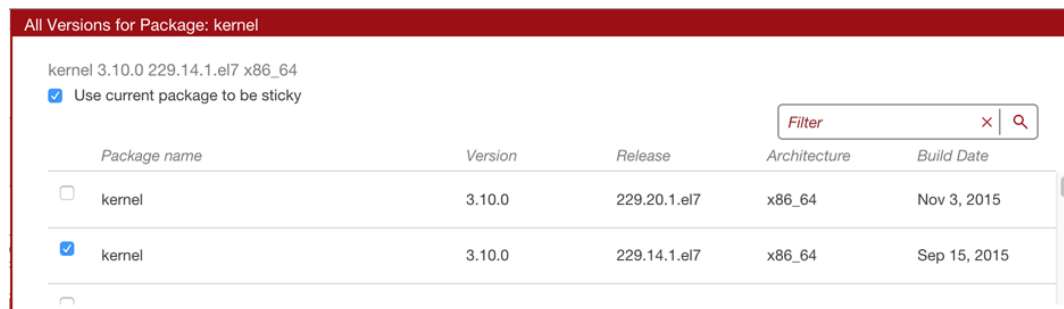 All Versions for Package: kernel
kernel 3.10.0 229.14.1.el7 x86_64
Use current package to be sticky
Filter
Package name Version Release Architecture Build Date
kernel 3.10.0 229.20.1.el7 x86_64 Nov 3, 2015
kernel 3.10.0 229.14.1.el7 x86_64 Sep 15, 2015